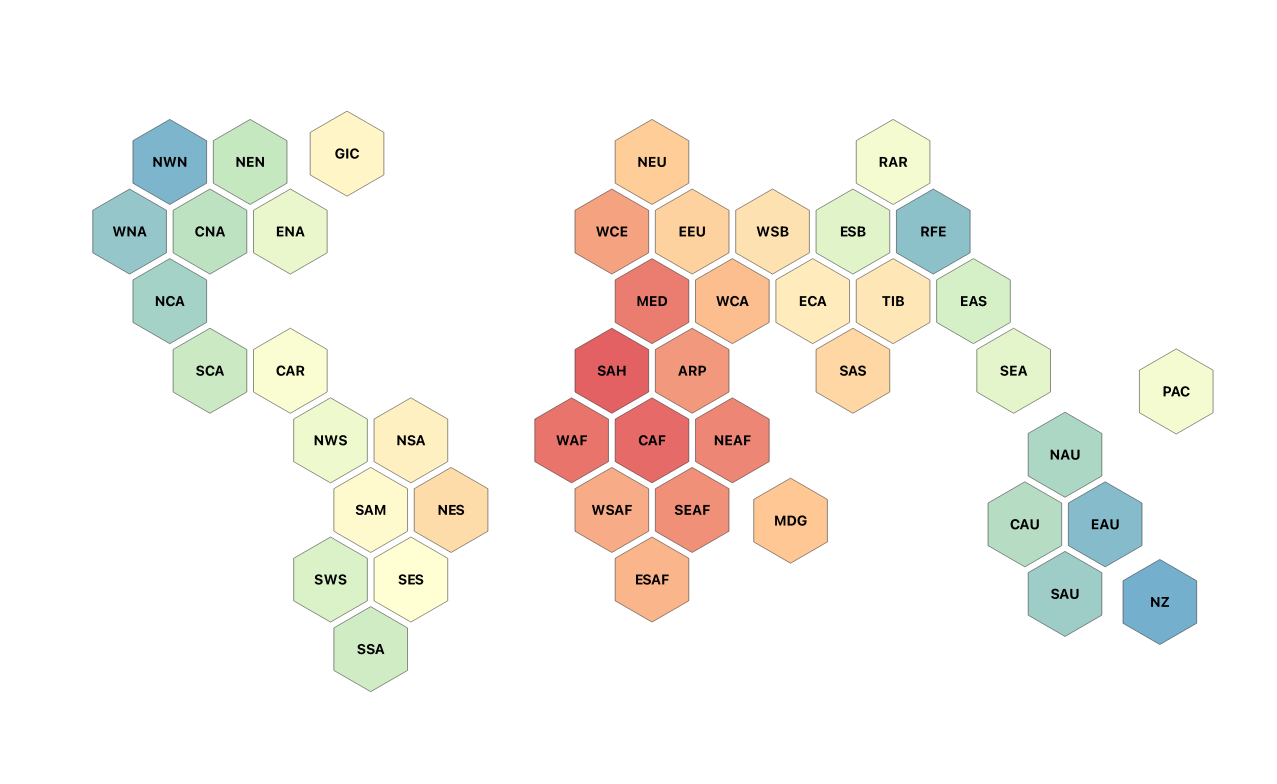 NWN
NEN
GIC
NEU
RAR
WNA
CNA
ENA
WCE
EEU
WSB
ESB
RFE
NCA
MED
WCA
ECA
TIB
EAS
SCA
CAR
SAH
ARP
SAS
SEA
PAC
NWS
NSA
WAF
CAF
NEAF
NAU
SAM
NES
WSAF
SEAF
MDG
CAU
EAU
SWS
SES
ESAF
SAU
NZ
SSA